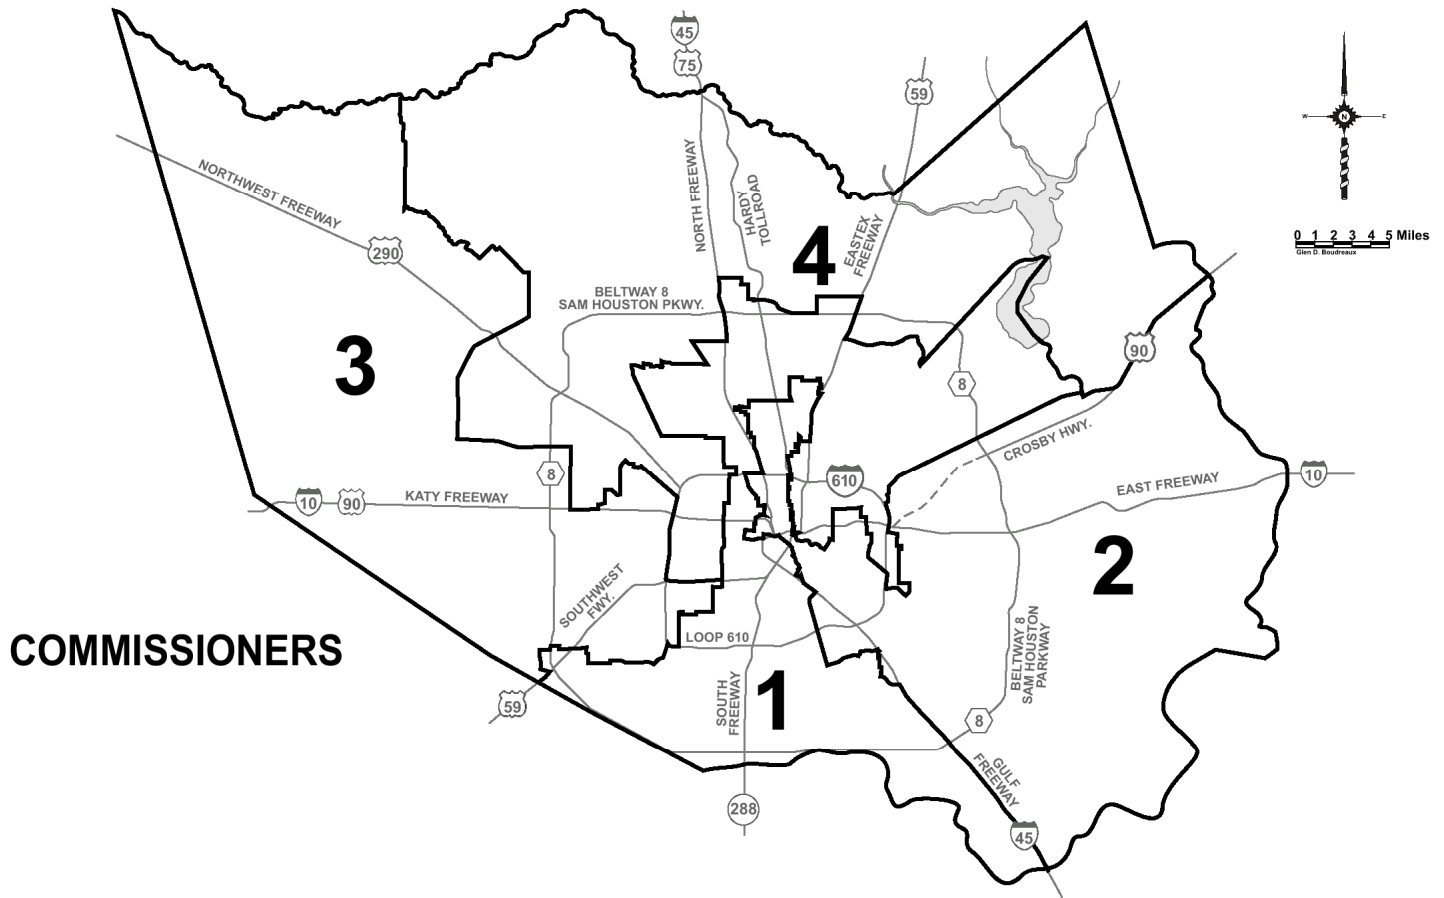 45
75
59
N
W
E
NORTHWEST FREEWAY
290
NORTH FREEWAY
HARDY
TOLLROAD
EASTEX
FREEWAY
4
0 1 2 3 4 5 Miles
Glen D. Boudreaux
BELTWAY 8
SAM HOUSTON PKWY.
3
90
8
CROSBY HWY.
8
610
EAST FREEWAY
10
KATY FREEWAY
10
90
2
SOUTHWEST
FWY.
COMMISSIONERS
LOOP 610
BELTWAY 8
SAM HOUSTON
PARKWAY
1
SOUTH
FREEWAY
59
8
GULF
FREEWAY
288
45